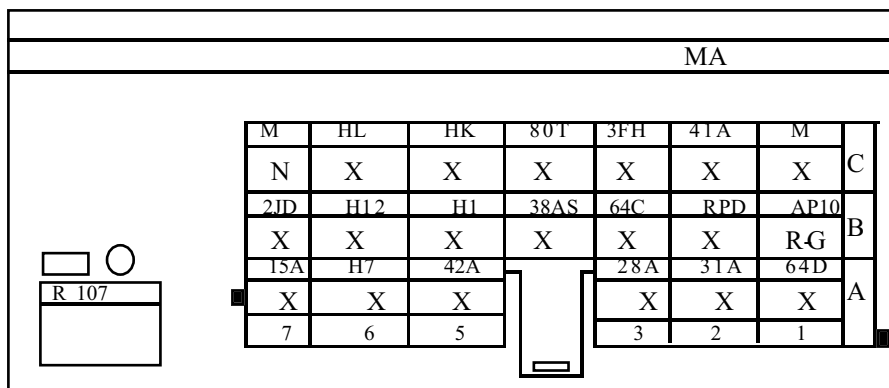 MA
M HL HK 80T 3FH 41A M
N X X X X X X C
2JD H12 H1 38AS 64C RPD AP10
X X X X X X R-G B
15A H7 42A 28A 31A 64D
R 107
X X X X X X A
7 6 5 3 2 1